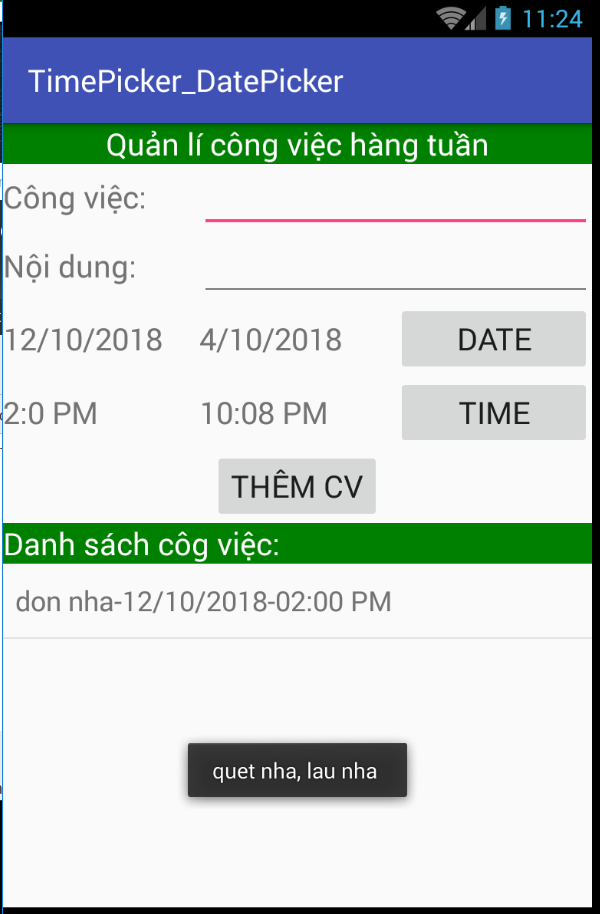 11:24
TimePicker_DatePicker
Quản lí công việc hàng tuần
Công việc:
Nội dung:
12/10/2018 4/10/2018 DATE
2:0 PM 10:08 PM TIME
THÊM CV
Danh sách côg việc:
don nha-12/10/2018-02:00 PM
quet nha, lau nha